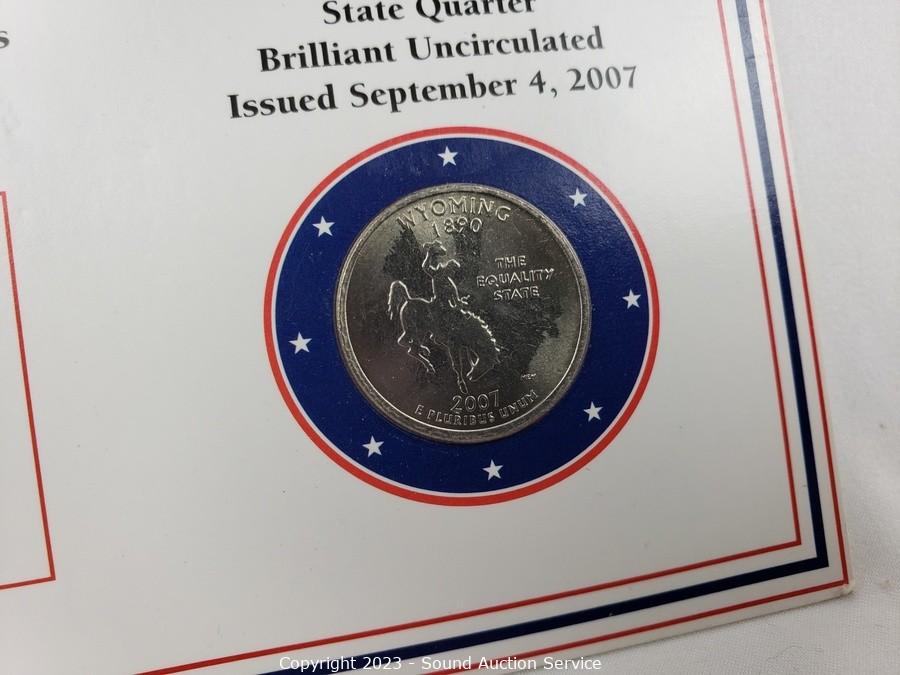 s
State Quarter
Brilliant Uncirculated
Issued September 4, 2007
WYOMING
1890
THE
EQUALITY
STATE
2007
E PLURIBUS UNUM
Copyright 2023 - Sound Auction Service